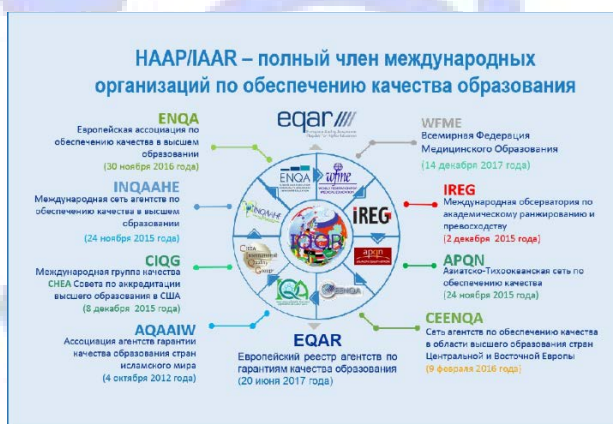 НААР/IAAR – полный член международных
организаций по обеспечению качества образования
ENQA
Европейская ассоциация по
обеспечению качества в высшем
образовании
(30 ноября 2016 года)
INQAAHE
Международная сеть агентств по
обеспечению качества в высшем
образовании
(24 ноября 2015 года)
CIQG
Международная группа качества
CHEA Совета по аккредитации
высшего образования в США
(8 декабря 2015 года)
AQAAIW
Ассоциация агентств гарантии
качества образования стран
исламского мира
(4 октября 2012 года)
eqar
ENQA
wfme
INQAAHE
iREG
apqn
CEENQA
EQAR
Европейский реестр агентств по
гарантиям качества образования
(20 июня 2017 года)
WFME
Всемирная Федерация
Медицинского Образования
(14 декабря 2017 года)
IREG
Международная обсерватория по
академическому ранжированию и
превосходству
(2 декабря 2015 года)
APQN
Азиатско-Тихоокеанская сеть по
обеспечению качества
(24 ноября 2015 года)
CEENQA
Сеть агентств по обеспечению качества
в области высшего образования стран
Центральной и Восточной Европы
(9 февраля 2016 года)